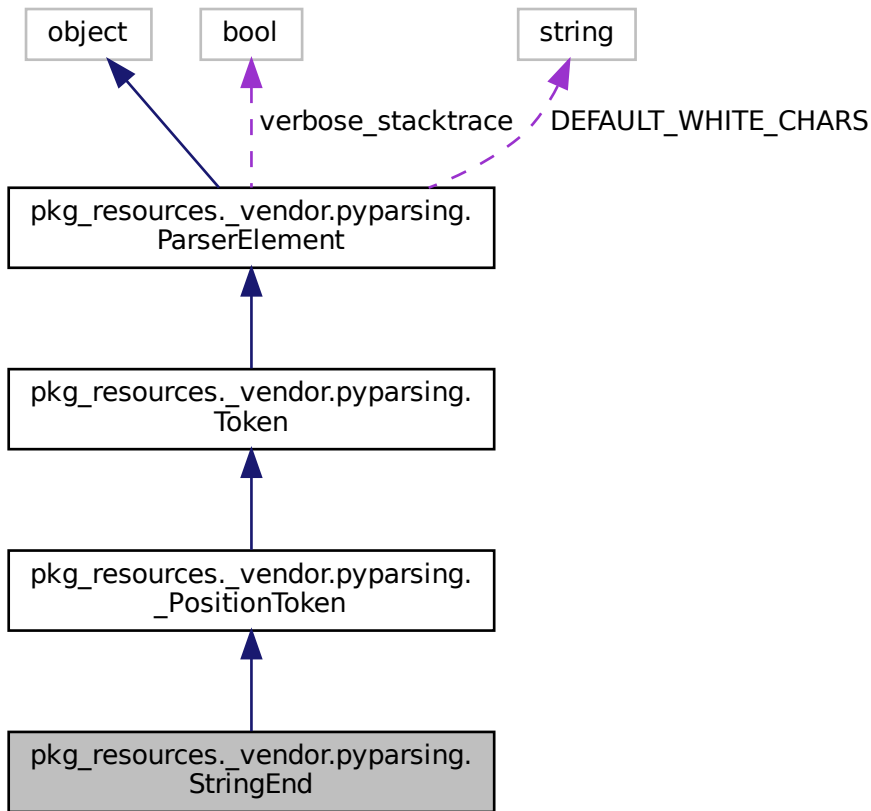 object
bool
string
verbose_stacktrace
DEFAULT_WHITE_CHARS
pkg_resources._vendor.pyparsing.
ParserElement
pkg_resources._vendor.pyparsing.
Token
pkg_resources._vendor.pyparsing.
_PositionToken
pkg_resources._vendor.pyparsing.
StringEnd